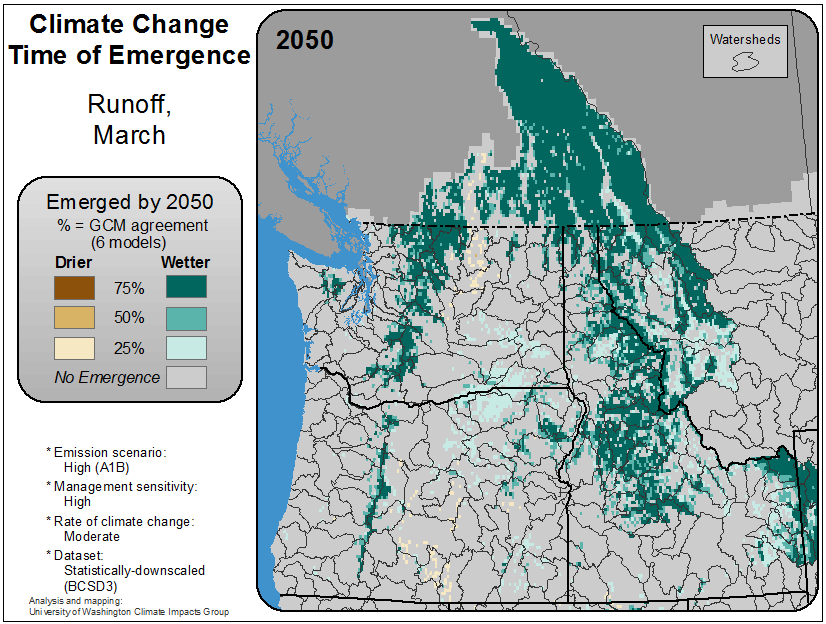 Climate Change
Time of Emergence
Runoff,
March
Emerged by 2050
% = GCM agreement
(6 models)
Drier Wetter
75%
50%
25%
No Emergence
* Emission scenario:
High (A1B)
* Management sensitivity:
High
* Rate of climate change:
Moderate
* Dataset:
Statistically-downscaled
(BCSD3)
Analysis and mapping:
University of Washington Climate Impacts Group
2050
Watersheds